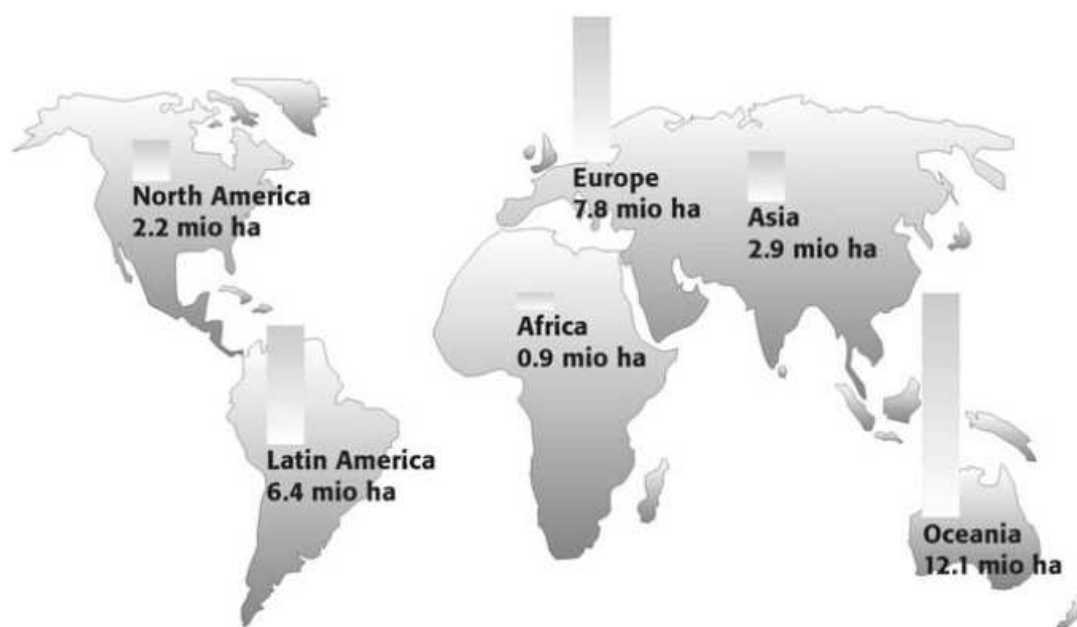 North America
2.2 mio ha
Europe
7.8 mio ha
Asia
2.9 mio ha
Africa
0.9 mio ha
Latin America
6.4 mio ha
Oceania
12.1 mio ha